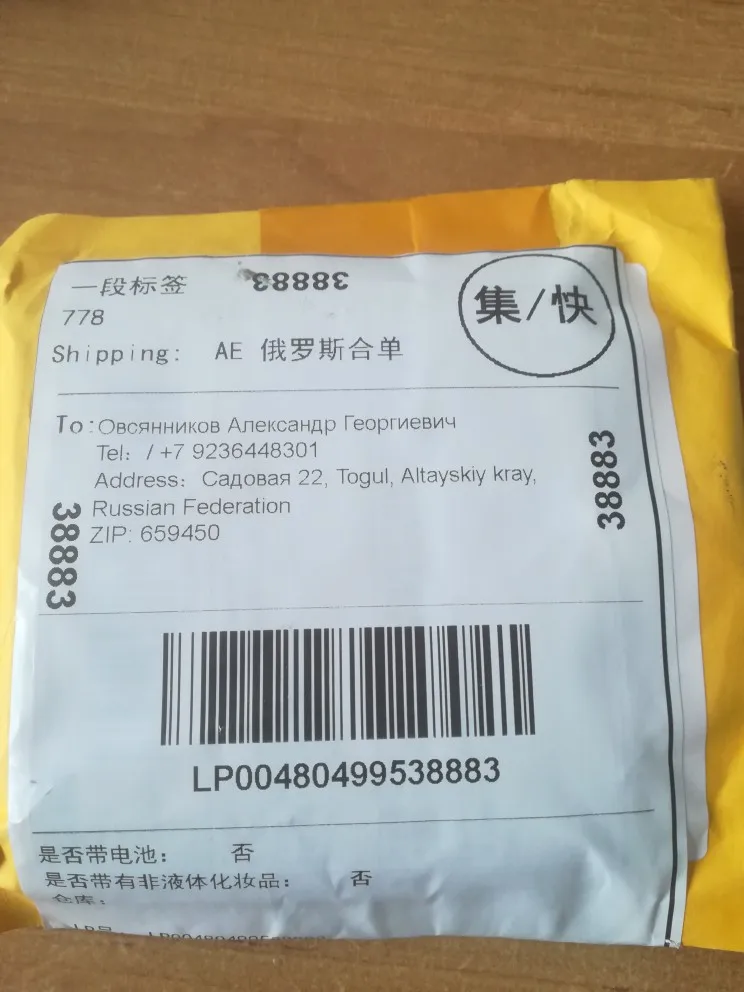 一段标签
38883
集/快
778
Shipping: AE 俄罗斯合单
To:Овсянников Александр Георгиевич
Tel: / +7 9236448301
Address: Садовая 22, Togul, Altayskiy kray,
Russian Federation
ZIP: 659450
38883
38883
LP00480499538883
是否带电池: 否
是否带有非液体化妆品: 否
仓库: